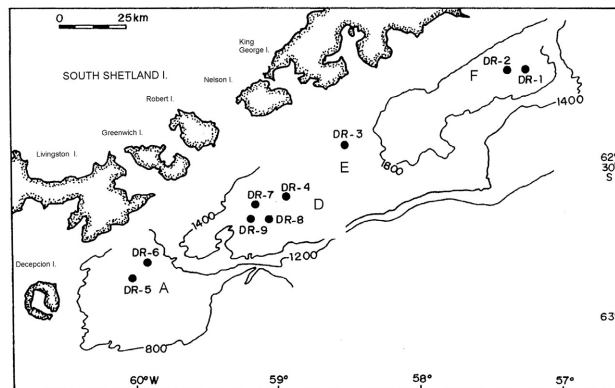 0 25km
King
George I.
SOUTH SHETLAND I.
Nelson I.
Robert I.
Greenwich I.
Livingston I.
Decepcion I.
DR-2
DR-1
F
1400
DR-3
1800
E
62°
30'
S
DR-7
DR-4
D
1400
DR-9
DR-8
1200
DR-6
DR-5
A
63°
800
60°W
59°
58°
57°